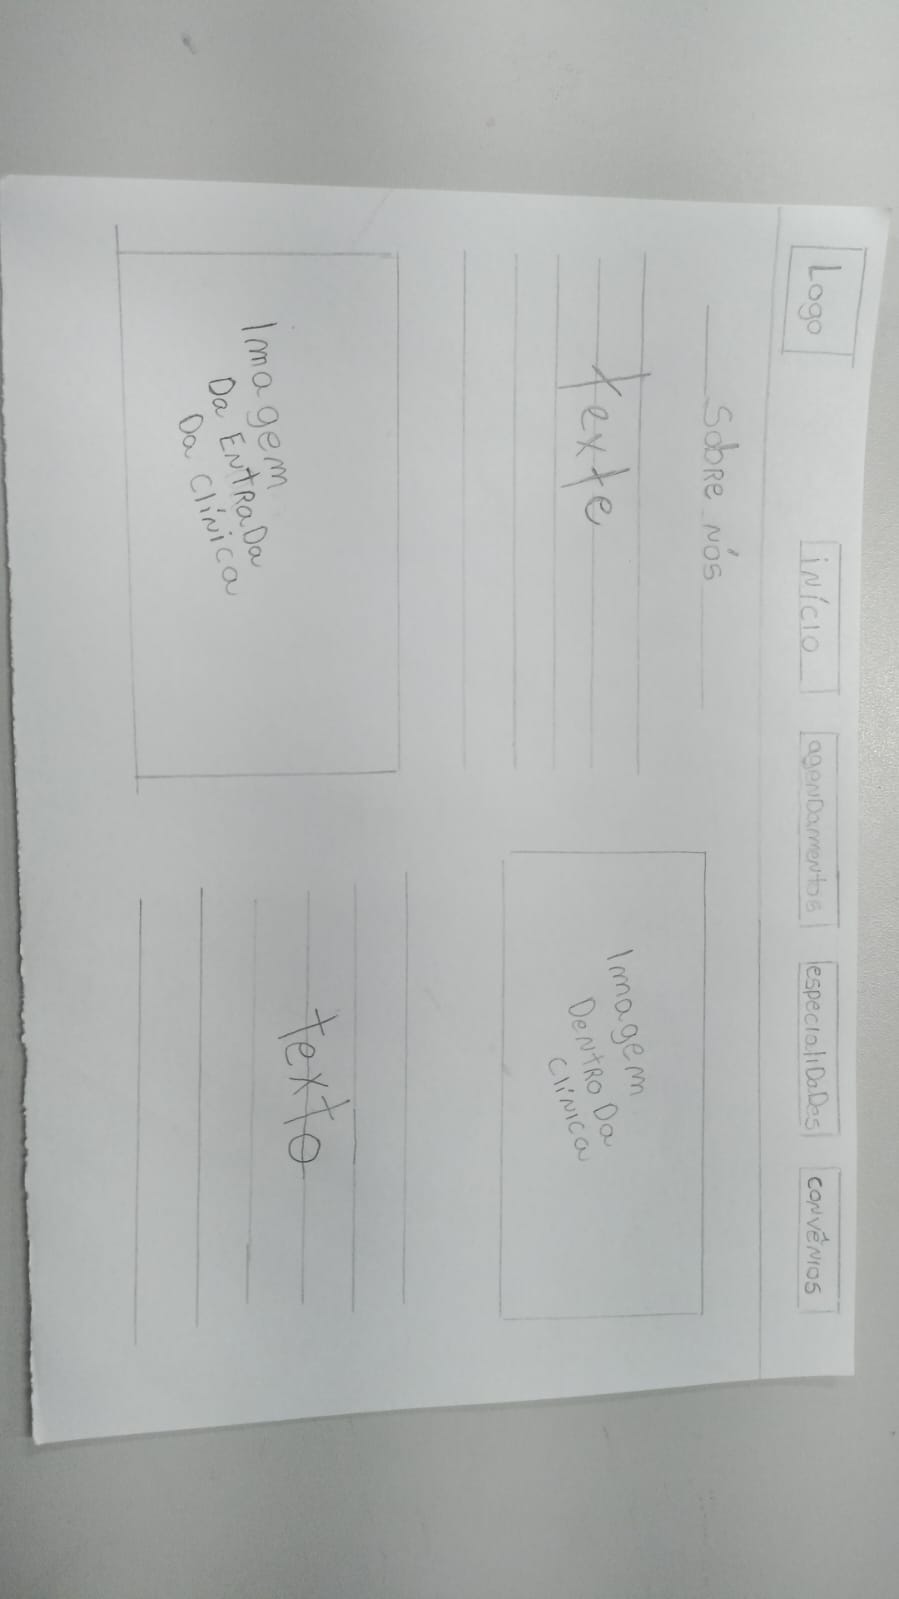 Logo
início
agendamentos
especialidades
convênios
Sobre nós
texte
Imagem
Dentro da
clínica
Imagem
Da Entrada
Da clínica
texto